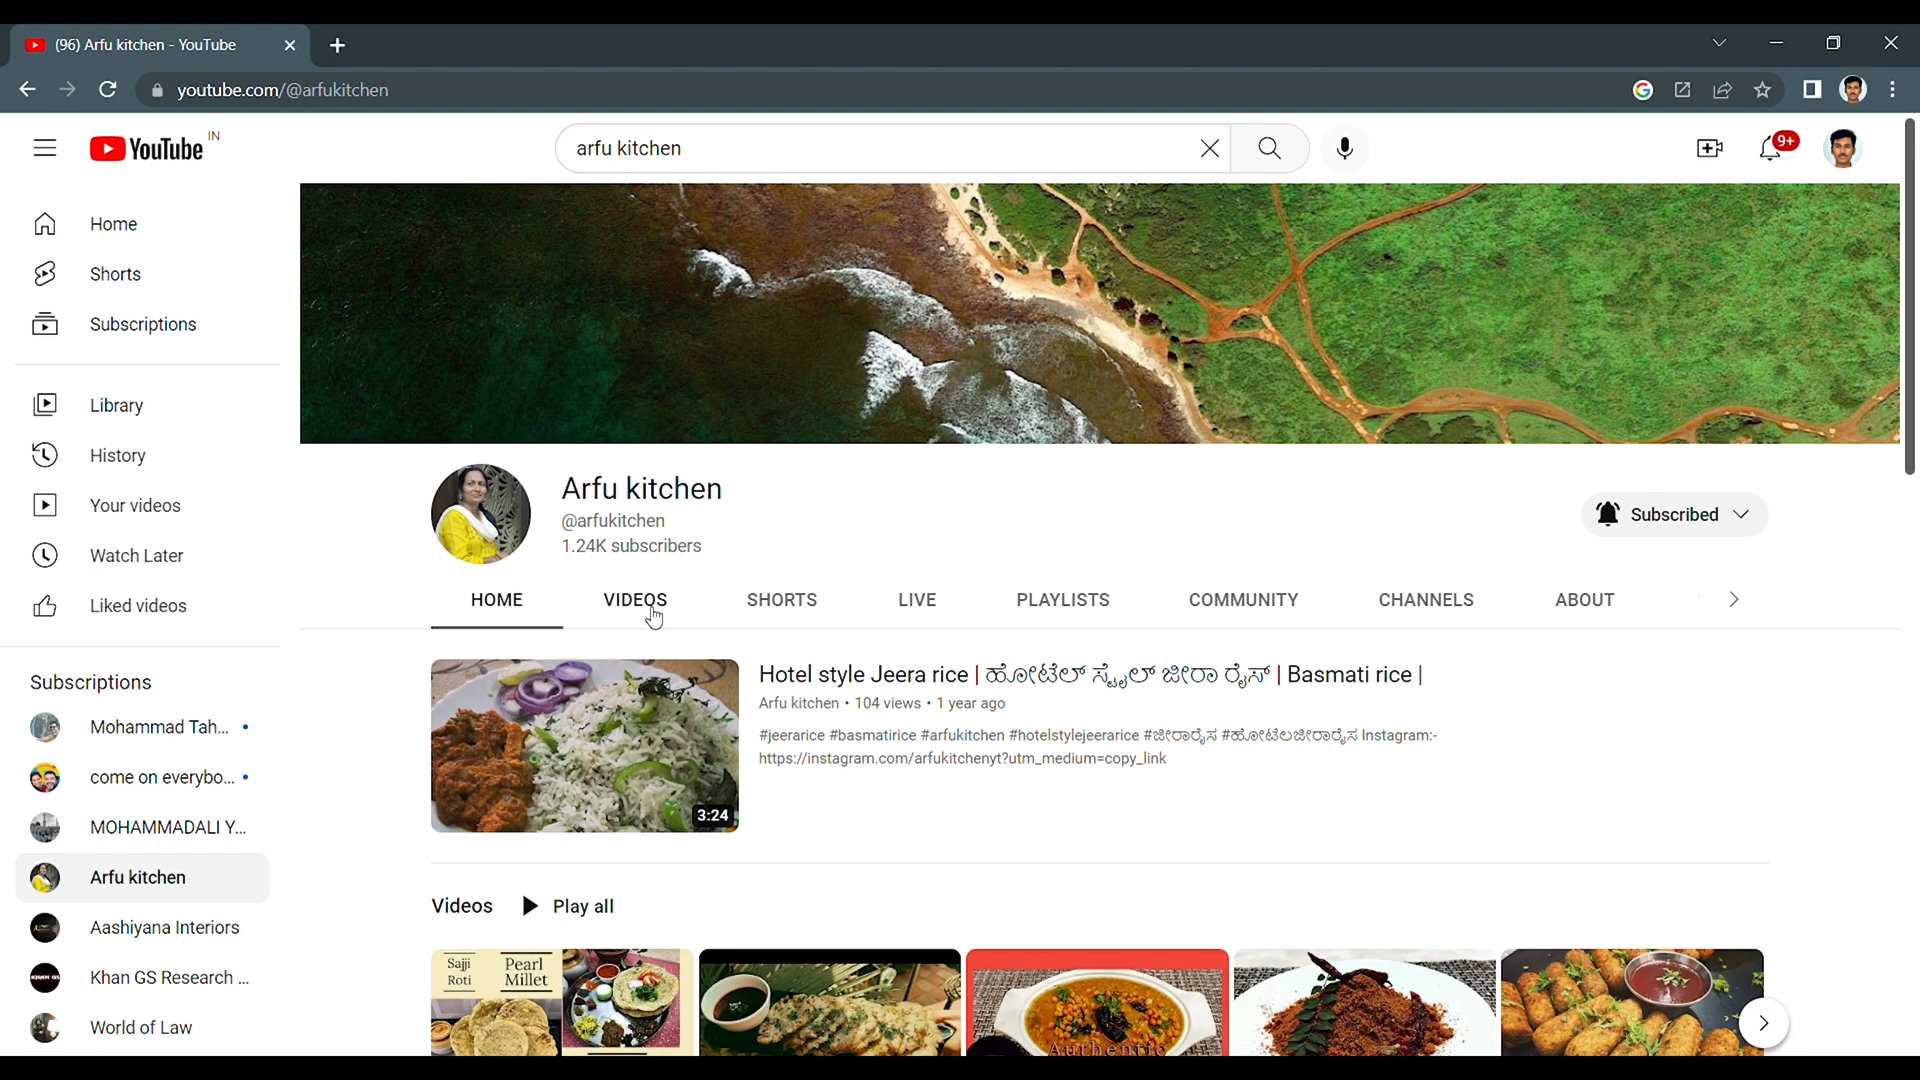 (96) Arfu kitchen - YouTube
youtube.com/@arfukitchen
YouTube IN
arfu kitchen
9+
Home
Shorts
Subscriptions
Library
History
Your videos
Watch Later
Liked videos
Subscriptions
Mohammad Tah...
come on everybo...
MOHAMMADALI Y...
Arfu kitchen
Aashiyana Interiors
Khan GS Research ...
World of Law
Arfu kitchen
@arfukitchen
1.24K subscribers
Subscribed
HOME VIDEOS SHORTS LIVE PLAYLISTS COMMUNITY CHANNELS ABOUT
Hotel style Jeera rice | ಹೋಟೆಲ್ ಸ್ಟೈಲ್ ಜೀರಾ ರೈಸ್ | Basmati rice |
Arfu kitchen • 104 views • 1 year ago
#jeerarice #basmatirice #arfukitchen #hotelstylejeerarice #ಜೀರಾರೈಸ #ಹೋಟೆಲಜೀರಾರೈಸ Instagram:-
https://instagram.com/arfukitchenyt?utm_medium=copy_link
3:24
Videos Play all
Sajji Roti
Pearl Millet
Authentic